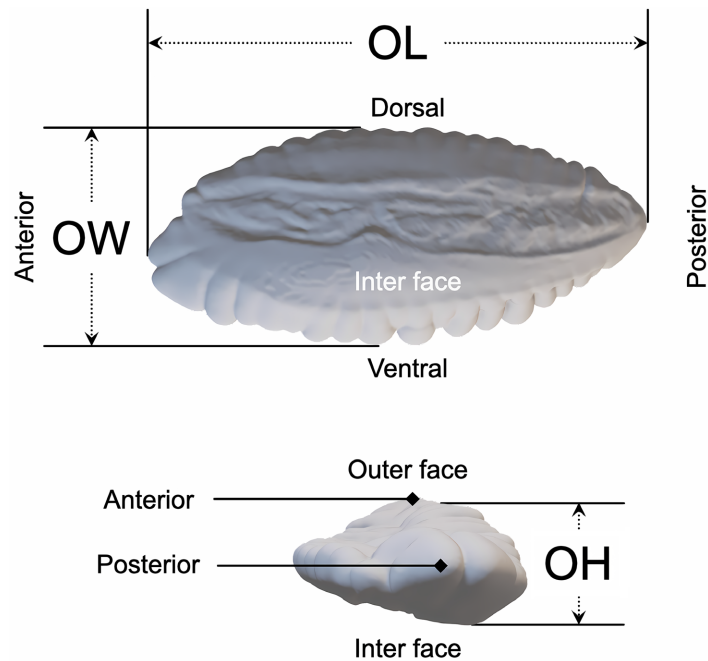 OL
Dorsal
Anterior
OW
Posterior
Inter face
Ventral
Outer face
Anterior
Posterior
OH
Inter face